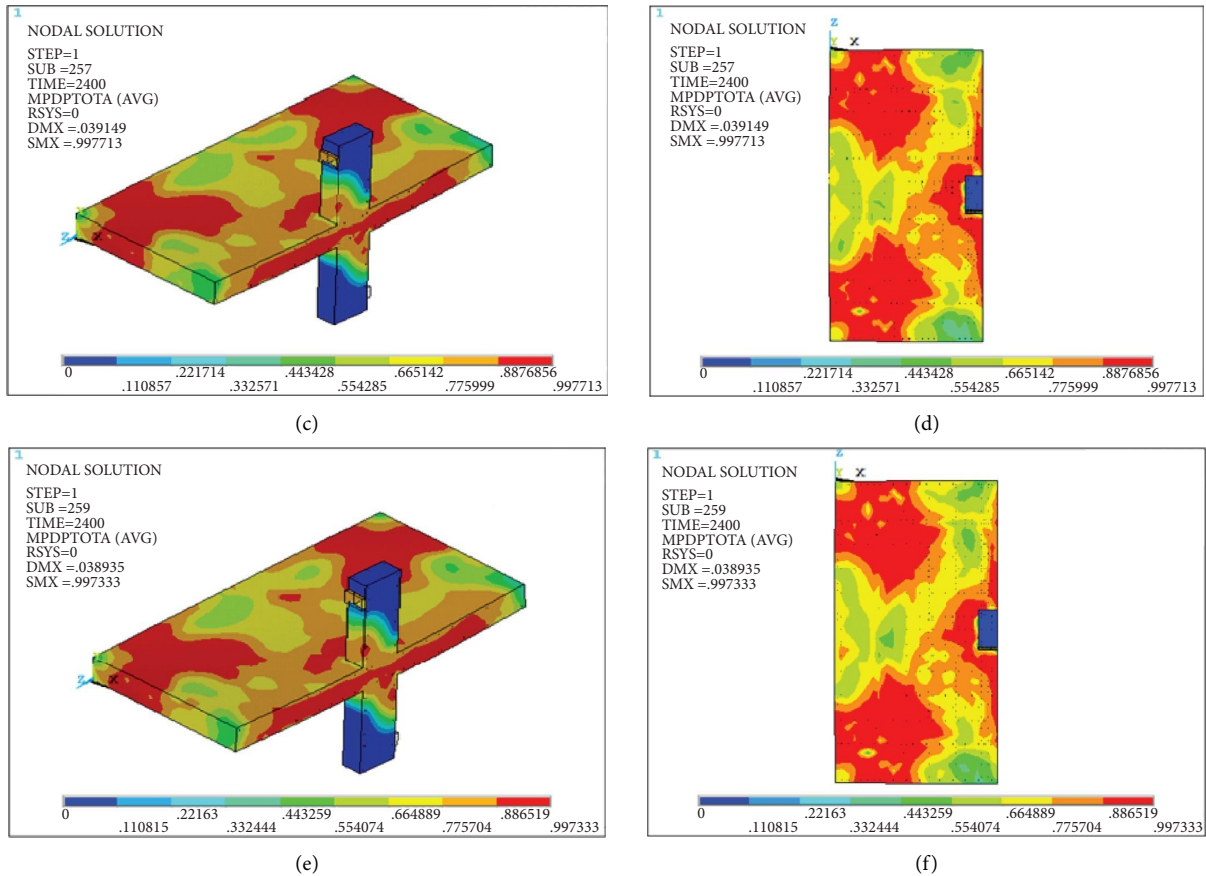 1
NODAL SOLUTION
STEP=1
SUB =257
TIME=2400
MPDPTOTA (AVG)
RSYS=0
DMX =.039149
SMX =.997713
Z
X
0 .221714 .443428 .665142 .8876856
.110857 .332571 .554285 .775999 .997713
(c)
1
NODAL SOLUTION
STEP=1
SUB =257
TIME=2400
MPDPTOTA (AVG)
RSYS=0
DMX =.039149
SMX =.997713
Z
Y X
0 .221714 .443428 .665142 .8876856
.110857 .332571 .554285 .775999 .997713
(d)
1
NODAL SOLUTION
STEP=1
SUB =259
TIME=2400
MPDPTOTA (AVG)
RSYS=0
DMX =.038935
SMX =.997333
Z X
0 .22163 .443259 .664889 .886519
.110815 .332444 .554074 .775704 .997333
(e)
1
NODAL SOLUTION
STEP=1
SUB =259
TIME=2400
MPDPTOTA (AVG)
RSYS=0
DMX =.038935
SMX =.997333
Z
Y X
0 .22163 .443259 .664889 .886519
.110815 .332444 .554074 .775704 .997333
(f)